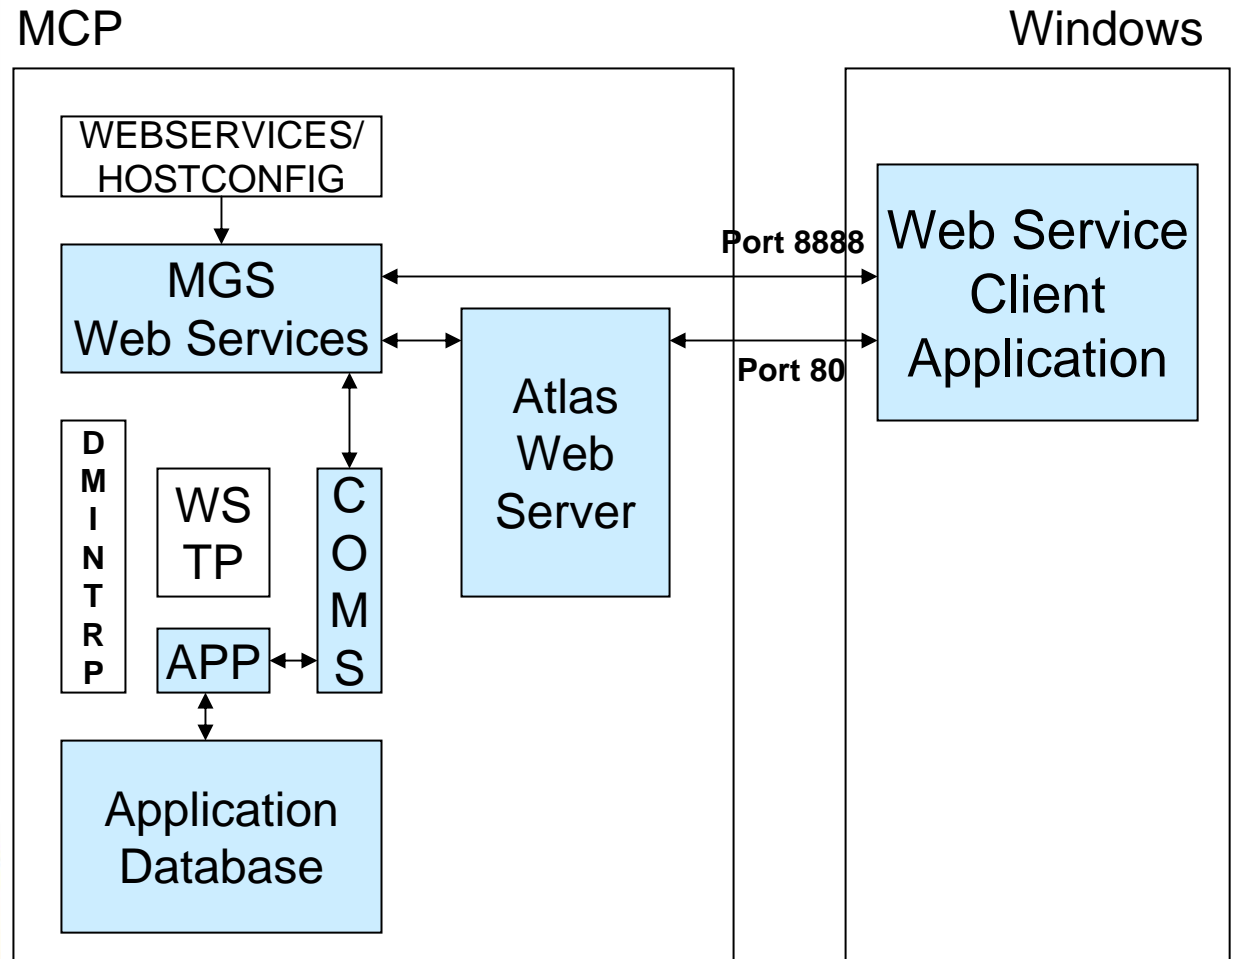 MCP
Windows
WEBSERVICES/
HOSTCONFIG
MGS
Web Services
Port 8888
Port 80
Web Service
Client
Application
Atlas
Web
Server
D
M
I
N
T
R
P
WS
TP
C
O
M
S
APP
Application
Database